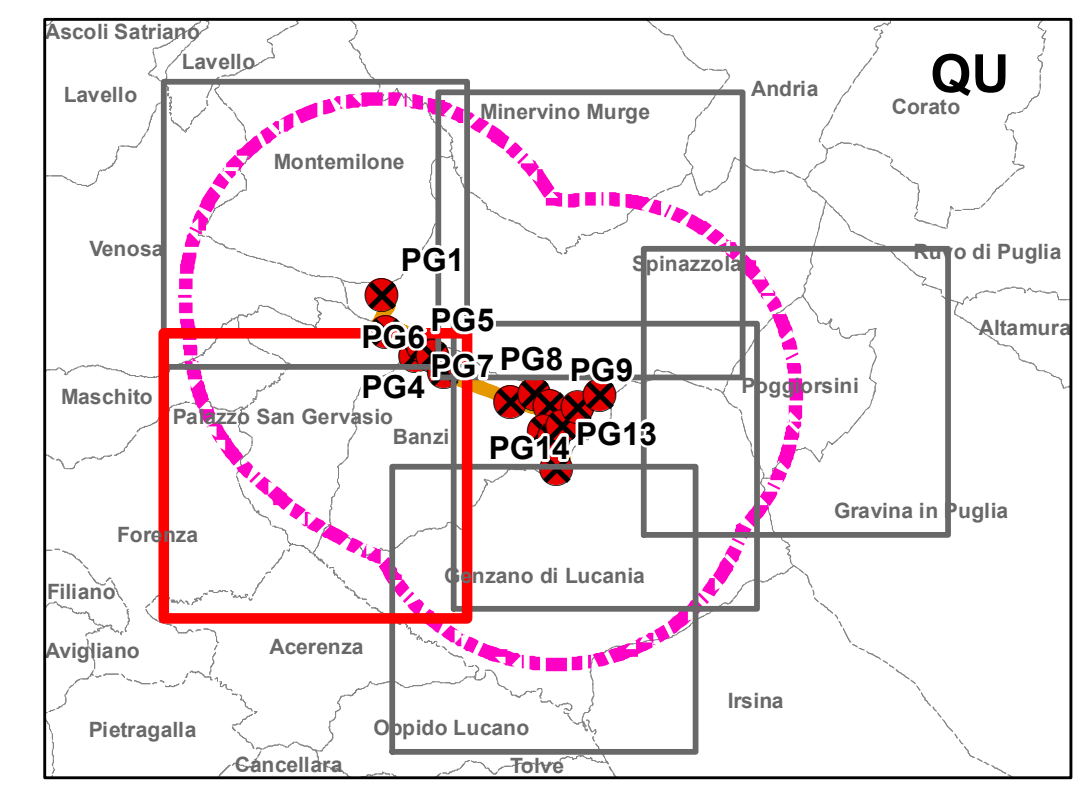 Ascoli Satriano
Lavello
QU
Andria
Lavello
Corato
Minervino Murge
Montemilone
Venosa
Ruvo di Puglia
PG1
Spinazzola
PG5
Altamura
PG6
PG8
PG7
PG9
PG4
Poggiorsini
Maschito
Palazzo San Gervasio
Banzi
PG13
PG14
Gravina in Puglia
Forenza
Genzano di Lucania
Filiano
Acerenza
Avigliano
Irsina
Pietragalla
Oppido Lucano
Cancellara
Tolve